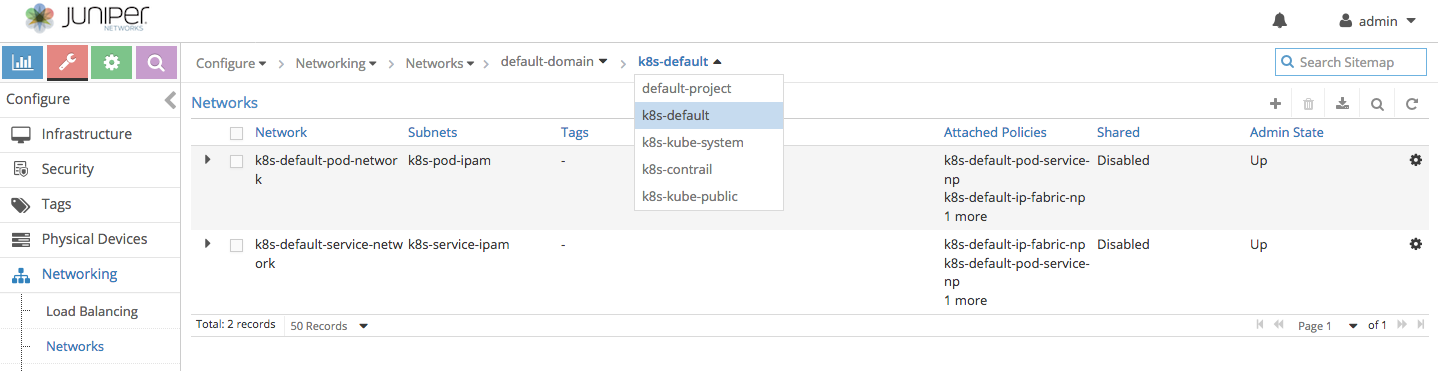 JUNIPER
NETWORKS
admin
Configure
Networking
Networks
default-domain
k8s-default
Search Sitemap
default-project
k8s-default
k8s-kube-system
k8s-contrail
k8s-kube-public
Configure
Infrastructure
Security
Tags
Physical Devices
Networking
Load Balancing
Networks
Networks
Network Subnets Tags Attached Policies Shared Admin State
k8s-default-pod-networ k8s-pod-ipam - k8s-default-pod-service- Disabled Up
k np
k8s-default-ip-fabric-np
1 more
k8s-default-service-netw k8s-service-ipam - k8s-default-ip-fabric-np Disabled Up
ork k8s-default-pod-service-
np
1 more
Total: 2 records 50 Records Page 1 of 1